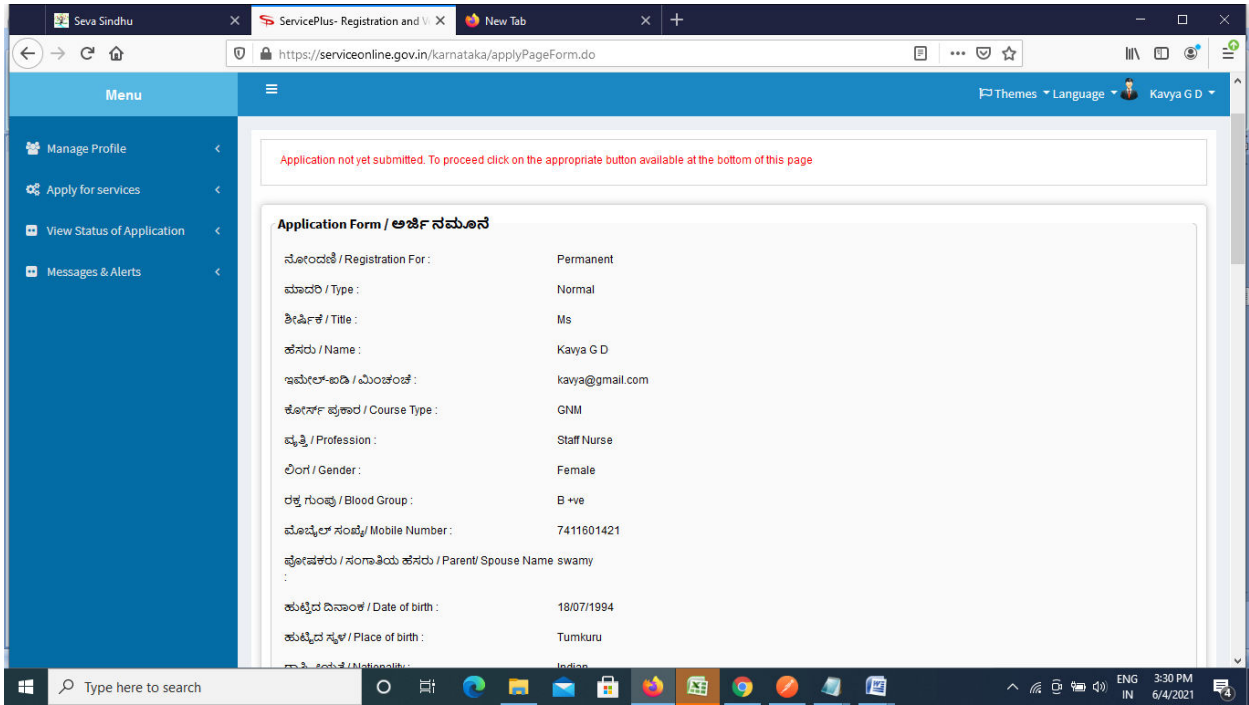 Seva Sindhu
ServicePlus- Registration and V
New Tab
https://serviceonline.gov.in/karnataka/applyPageForm.do
Menu
Themes Language Kavya G D
Manage Profile
Apply for services
View Status of Application
Messages & Alerts
Application not yet submitted. To proceed click on the appropriate button available at the bottom of this page
Application Form / ಅರ್ಜಿ ನಮೂನೆ
ನೋಂದಣಿ / Registration For : Permanent
ಮಾದರಿ / Type : Normal
ಶೀರ್ಷಿಕೆ / Title : Ms
ಹೆಸರು / Name : Kavya G D
ಇಮೇಲ್-ಐಡಿ / ಮಿಂಚಂಚೆ : kavya@gmail.com
ಕೋರ್ಸ್ ಪ್ರಕಾರ / Course Type : GNM
ವೃತ್ತಿ / Profession : Staff Nurse
ಲಿಂಗ / Gender : Female
ರಕ್ತ ಗುಂಪು / Blood Group : B +ve
ಮೊಬೈಲ್ ಸಂಖ್ಯೆ/ Mobile Number : 7411601421
ಪೋಷಕರು / ಸಂಗಾತಿಯ ಹೆಸರು / Parent/ Spouse Name swamy
:
ಹುಟ್ಟಿದ ದಿನಾಂಕ / Date of birth : 18/07/1994
ಹುಟ್ಟಿದ ಸ್ಥಳ / Place of birth : Tumkuru
/ Nationality : Indian
Type here to search
ENG
IN
3:30 PM
6/4/2021
4